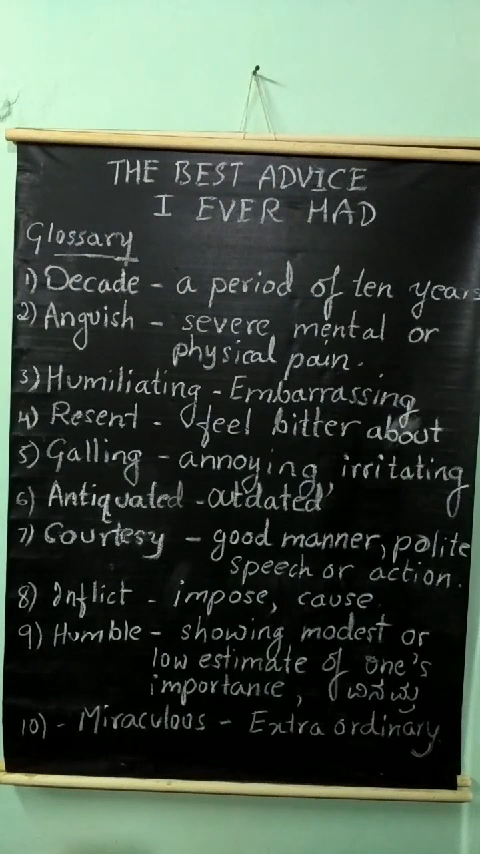 THE BEST ADVICE
I EVER HAD
Glossary
1) Decade - a period of ten years
2) Anguish - severe mental or
physical pain.
3) Humiliating - Embarrassing
4) Resent - feel bitter about
5) Galling - annoying, irritating
6) Antiquated - outdated
7) Courtesy - good manner, polite
speech or action.
8) Inflict - impose, cause.
9) Humble - showing modest or
low estimate of one's
importance,
10) - Miraculous - Extra ordinary